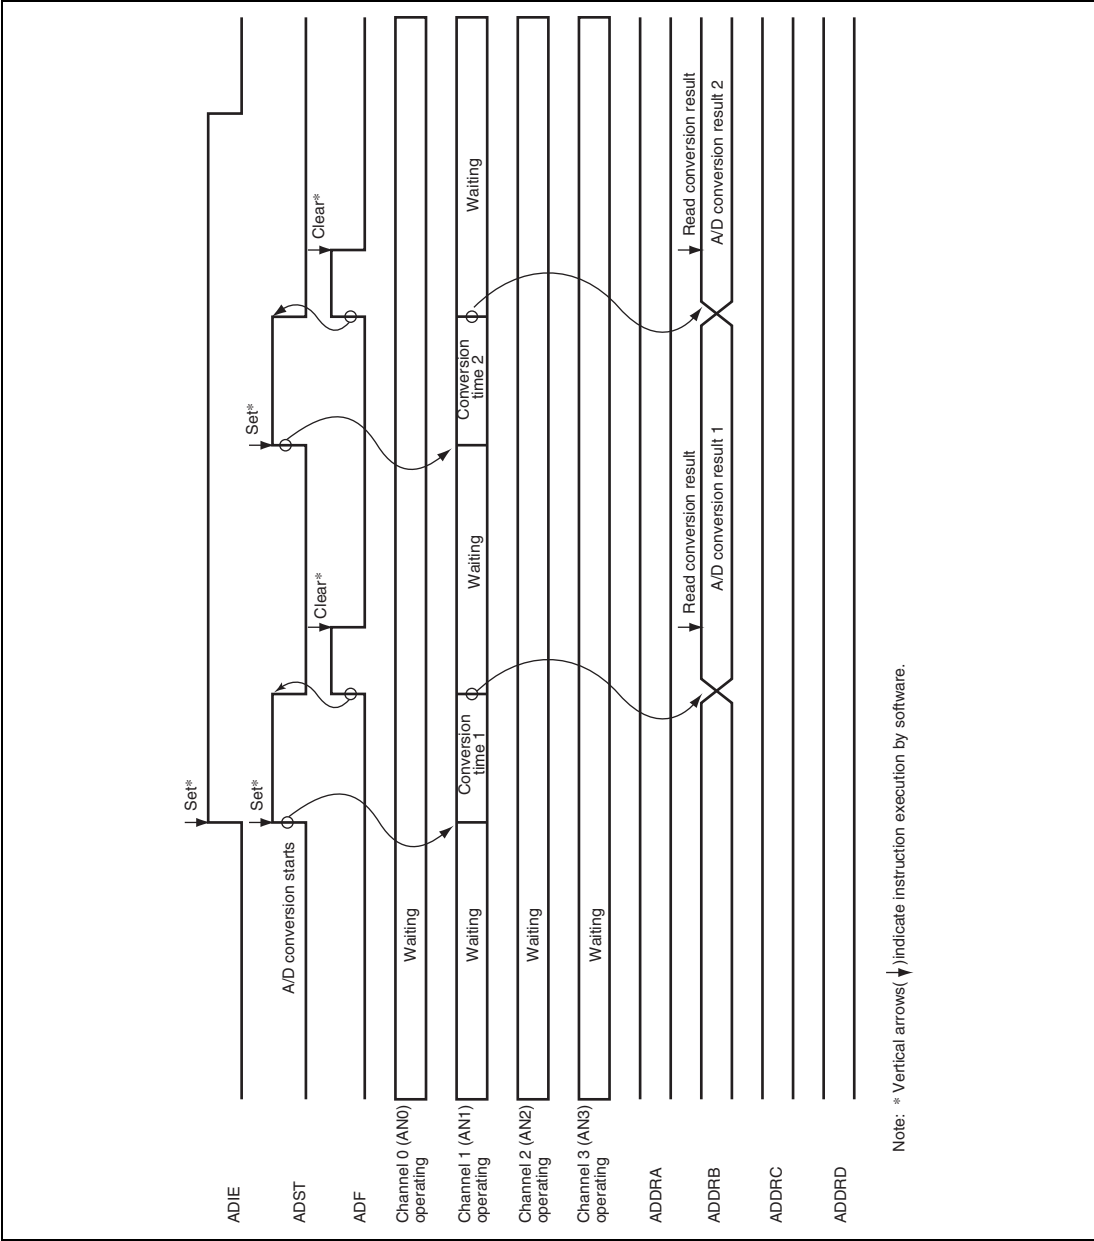 Set*
ADIE
Set*
Set*
A/D conversion starts
ADST
Clear*
Clear*
ADF
Channel 0 (AN0)
operating
Waiting
Channel 1 (AN1)
operating
Waiting
Conversion
time 1
Waiting
Conversion
time 2
Waiting
Channel 2 (AN2)
operating
Waiting
Channel 3 (AN3)
operating
Waiting
ADDRA
Read conversion result
Read conversion result
ADDRB
A/D conversion result 1
A/D conversion result 2
ADDRC
ADDRD
Note: * Vertical arrows( )indicate instruction execution by software.